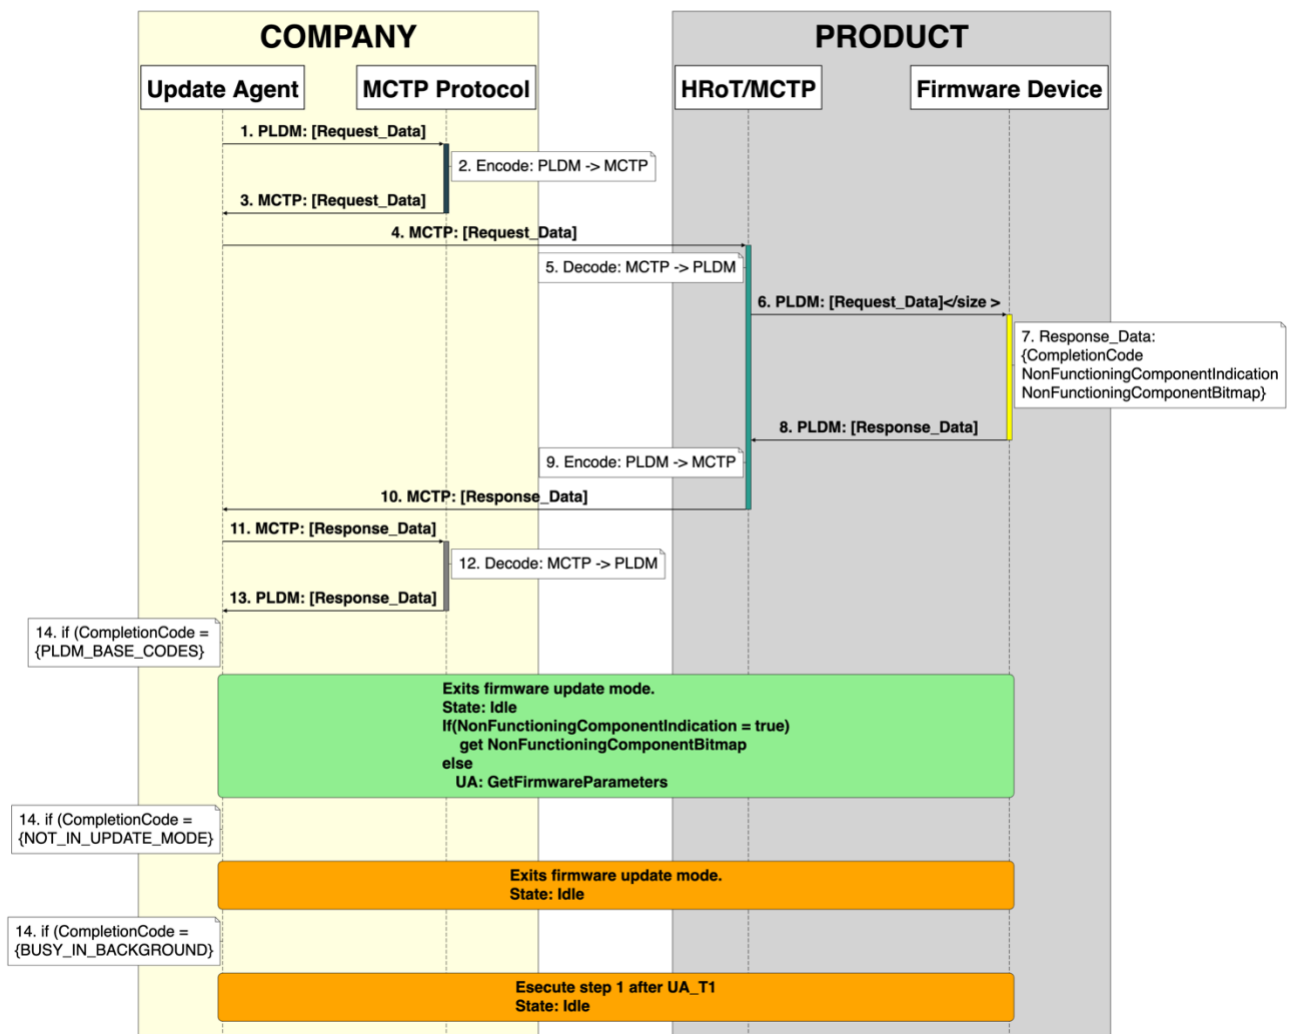 COMPANY
PRODUCT
Update Agent
MCTP Protocol
HRoT/MCTP
Firmware Device
1. PLDM: [Request_Data]
2. Encode: PLDM -> MCTP
3. MCTP: [Request_Data]
4. MCTP: [Request_Data]
5. Decode: MCTP -> PLDM
6. PLDM: [Request_Data]</size >
7. Response_Data:
{CompletionCode
NonFunctioningComponentIndication
NonFunctioningComponentBitmap}
8. PLDM: [Response_Data]
9. Encode: PLDM -> MCTP
10. MCTP: [Response_Data]
11. MCTP: [Response_Data]
12. Decode: MCTP -> PLDM
13. PLDM: [Response_Data]
14. if (CompletionCode =
{PLDM_BASE_CODES}
Exits firmware update mode.
State: Idle
If(NonFunctioningComponentIndication = true)
get NonFunctioningComponentBitmap
else
UA: GetFirmwareParameters
14. if (CompletionCode =
{NOT_IN_UPDATE_MODE}
Exits firmware update mode.
State: Idle
14. if (CompletionCode =
{BUSY_IN_BACKGROUND}
Esecute step 1 after UA_T1
State: Idle